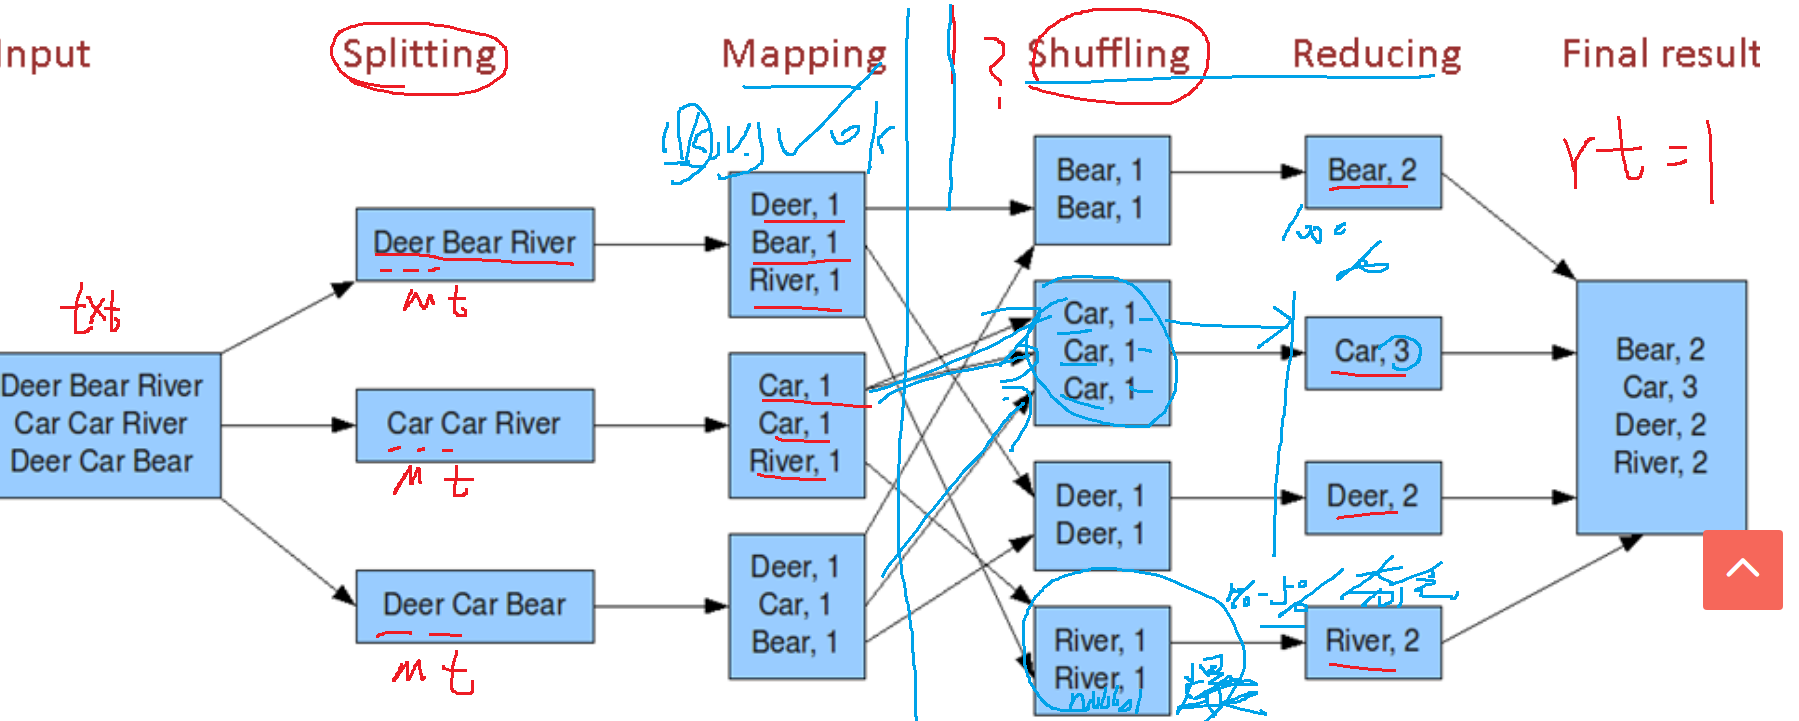 Input
Splitting
Mapping
?
Shuffling
Reducing
Final result
ok
rt=1
txt
Deer Bear River
Car Car River
Deer Car Bear
Deer Bear River
mt
Car Car River
mt
Deer Car Bear
mt
Deer, 1
Bear, 1
River, 1
Car, 1
Car, 1
River, 1
Deer, 1
Car, 1
Bear, 1
Bear, 1
Bear, 1
Car, 1
Car, 1
Car, 1
Deer, 1
Deer, 1
River, 1
River, 1
Bear, 2
Car, 3
Deer, 2
River, 2
Bear, 2
Car, 3
Deer, 2
River, 2